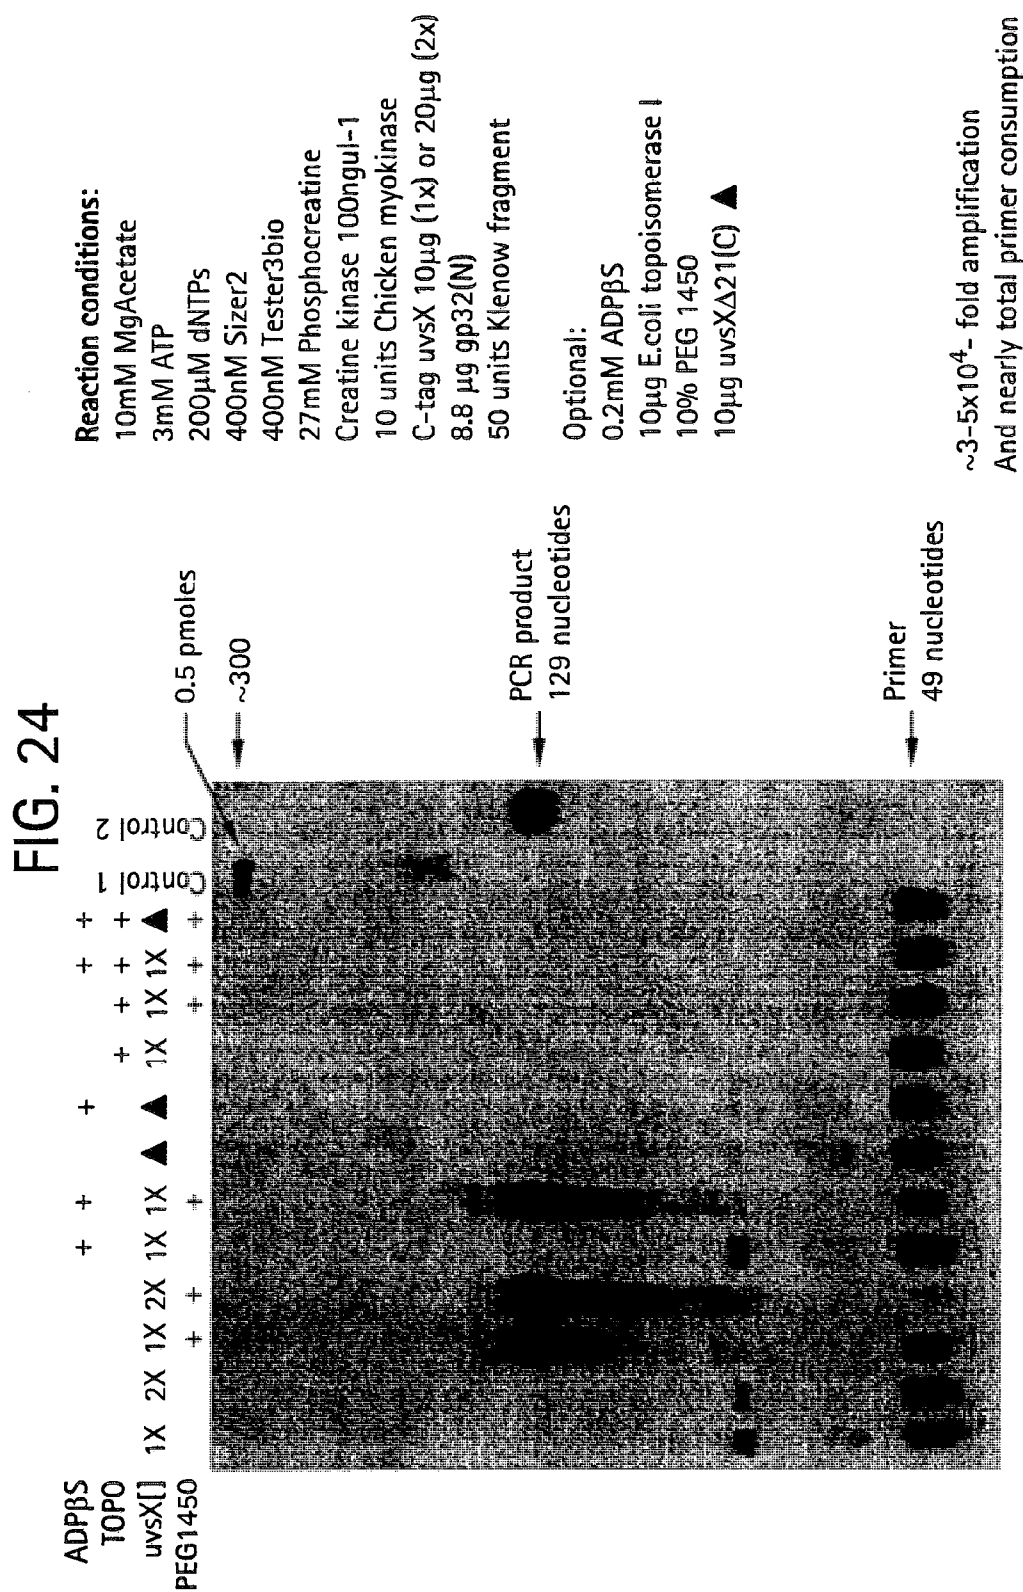 FIG. 24
ADPβS + + + + +
TOPO + + + +
uvsX[] 1X 2X 1X 2X 1X 1X ▲ ▲ 1X 1X 1X ▲
PEG1450 + + + + +
Control 1
Control 2
0.5 pmoles
~300
PCR product
129 nucleotides
Primer
49 nucleotides
Reaction conditions:
10mM MgAcetate
3mM ATP
200µM dNTPs
400nM Sizer2
400nM Tester3bio
27mM Phosphocreatine
Creatine kinase 100ngul-1
10 units Chicken myokinase
C-tag uvsX 10µg (1x) or 20µg (2x)
8.8 µg gp32(N)
50 units Klenow fragment
Optional:
0.2mM ADPβS
10µg E.coli topoisomerase I
10% PEG 1450
10µg uvsXΔ21(C) ▲
~3-5x10⁴- fold amplification
And nearly total primer consumption